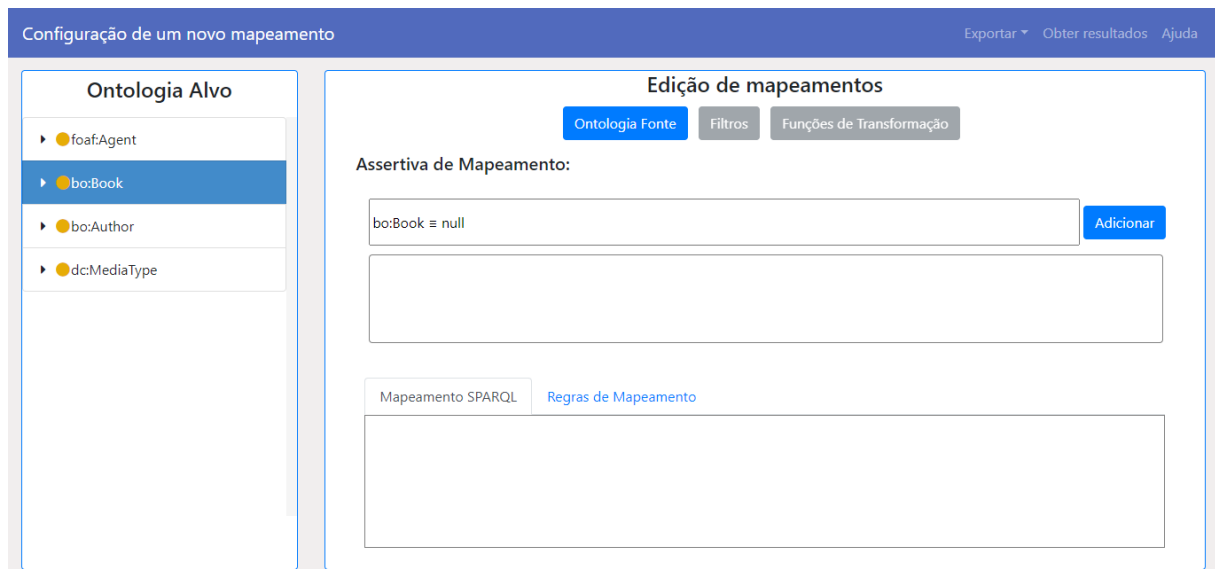 Configuração de um novo mapeamento
Exportar Obter resultados Ajuda
Ontologia Alvo
foaf:Agent
bo:Book
bo:Author
dc:MediaType
Edição de mapeamentos
Ontologia Fonte Filtros Funções de Transformação
Assertiva de Mapeamento:
bo:Book ≡ null
Adicionar
Mapeamento SPARQL Regras de Mapeamento